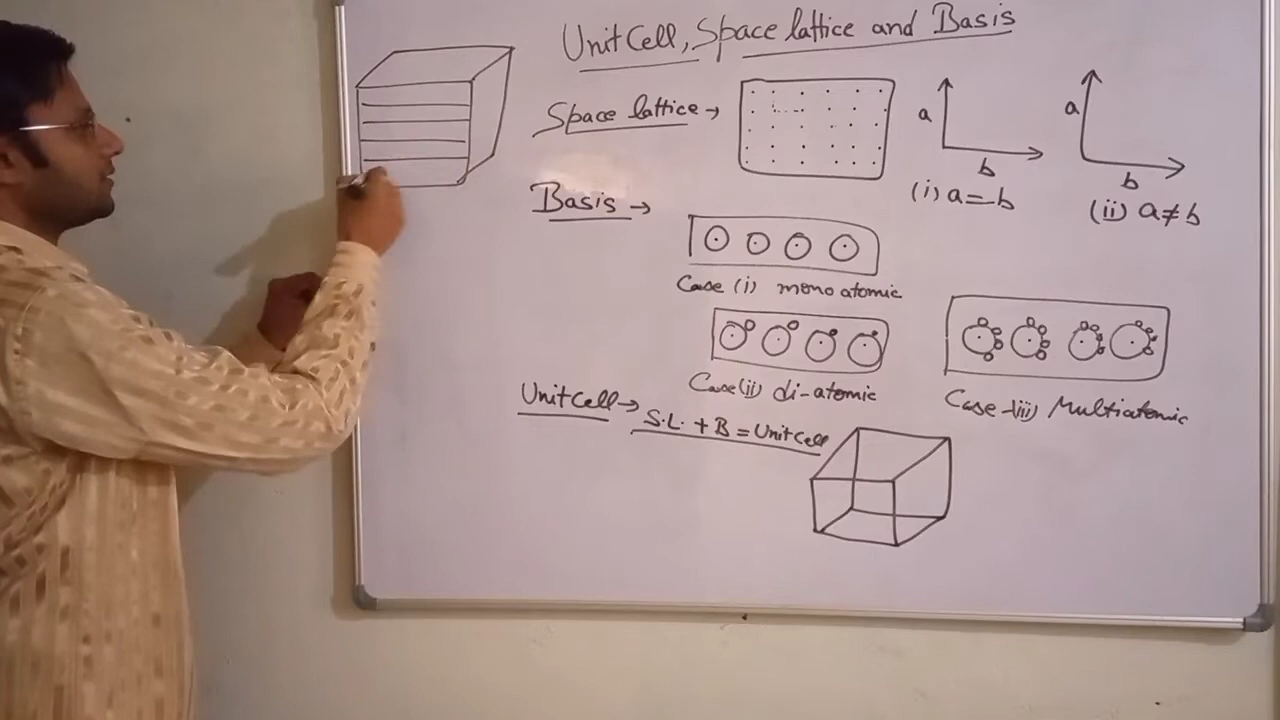 Unit Cell, Space lattice and Basis
Space lattice →
a
b
(i) a = b
a
b
(ii) a ≠ b
Basis →
Case (i) mono atomic
Case (ii) di-atomic
Case-(iii) Multiatomic
Unit cell →
S.L. + B = Unit cell